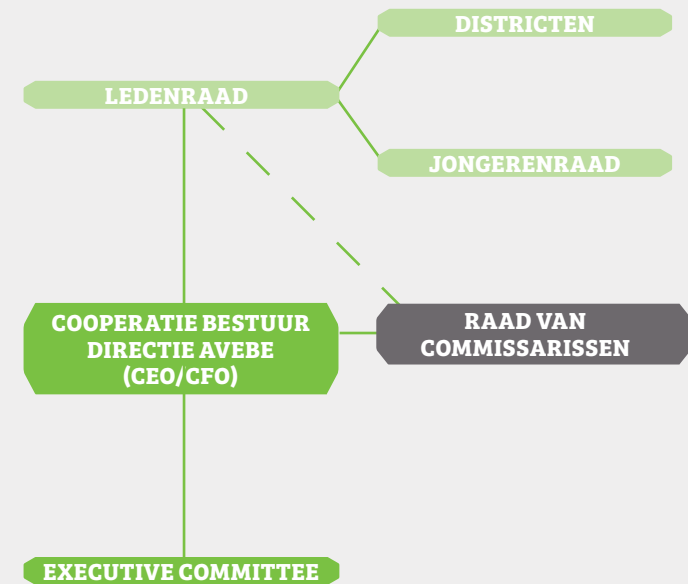 DISTRICTEN
LEDENRAAD
JONGERENRAAD
COOPERATIE BESTUUR
DIRECTIE AVEBE
(CEO/CFO)
RAAD VAN
COMMISSARISSEN
EXECUTIVE COMMITTEE